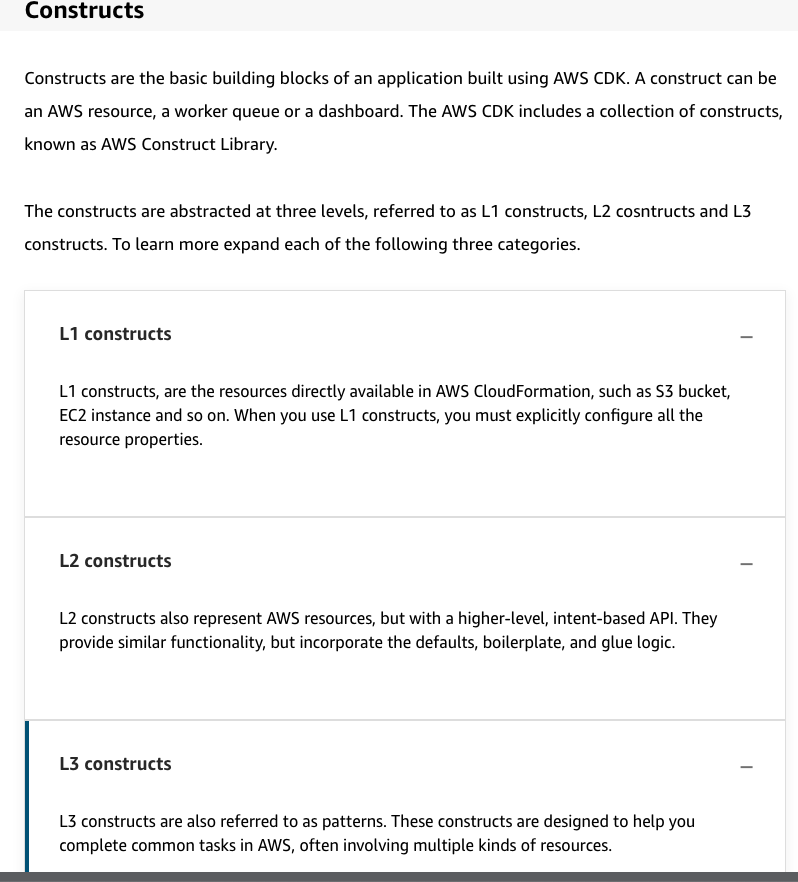 Constructs
Constructs are the basic building blocks of an application built using AWS CDK. A construct can be
an AWS resource, a worker queue or a dashboard. The AWS CDK includes a collection of constructs,
known as AWS Construct Library.
The constructs are abstracted at three levels, referred to as L1 constructs, L2 cosntructs and L3
constructs. To learn more expand each of the following three categories.
L1 constructs
L1 constructs, are the resources directly available in AWS CloudFormation, such as S3 bucket,
EC2 instance and so on. When you use L1 constructs, you must explicitly configure all the
resource properties.
L2 constructs
L2 constructs also represent AWS resources, but with a higher-level, intent-based API. They
provide similar functionality, but incorporate the defaults, boilerplate, and glue logic.
L3 constructs
L3 constructs are also referred to as patterns. These constructs are designed to help you
complete common tasks in AWS, often involving multiple kinds of resources.